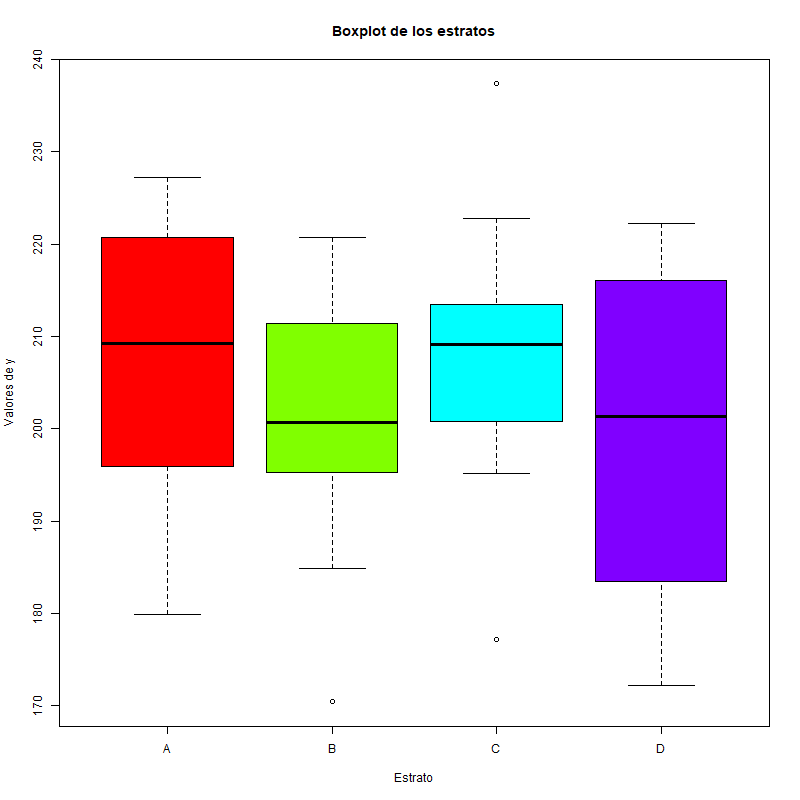 Boxplot de los estratos
Valores de y
240
230
220
210
200
190
180
170
A
B
C
D
Estrato